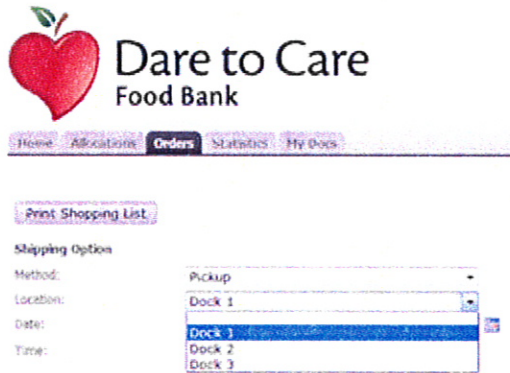 Dare to Care
Food Bank
Home Allocations Orders Statistics My Docs
Print Shopping List
Shipping Option
Method: Pickup
Location: Dock 1
Date:
Dock 1
Time: Dock 2
Dock 3